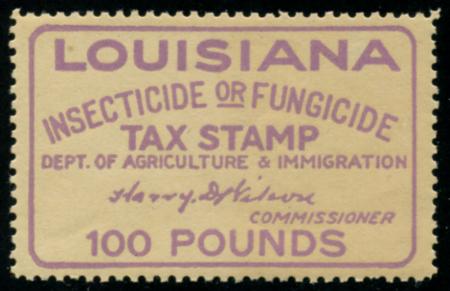 LOUISIANA
INSECTICIDE OR FUNGICIDE
TAX STAMP
DEPT. OF AGRICULTURE & IMMIGRATION
Harry D. Wilson
COMMISSIONER
100 POUNDS